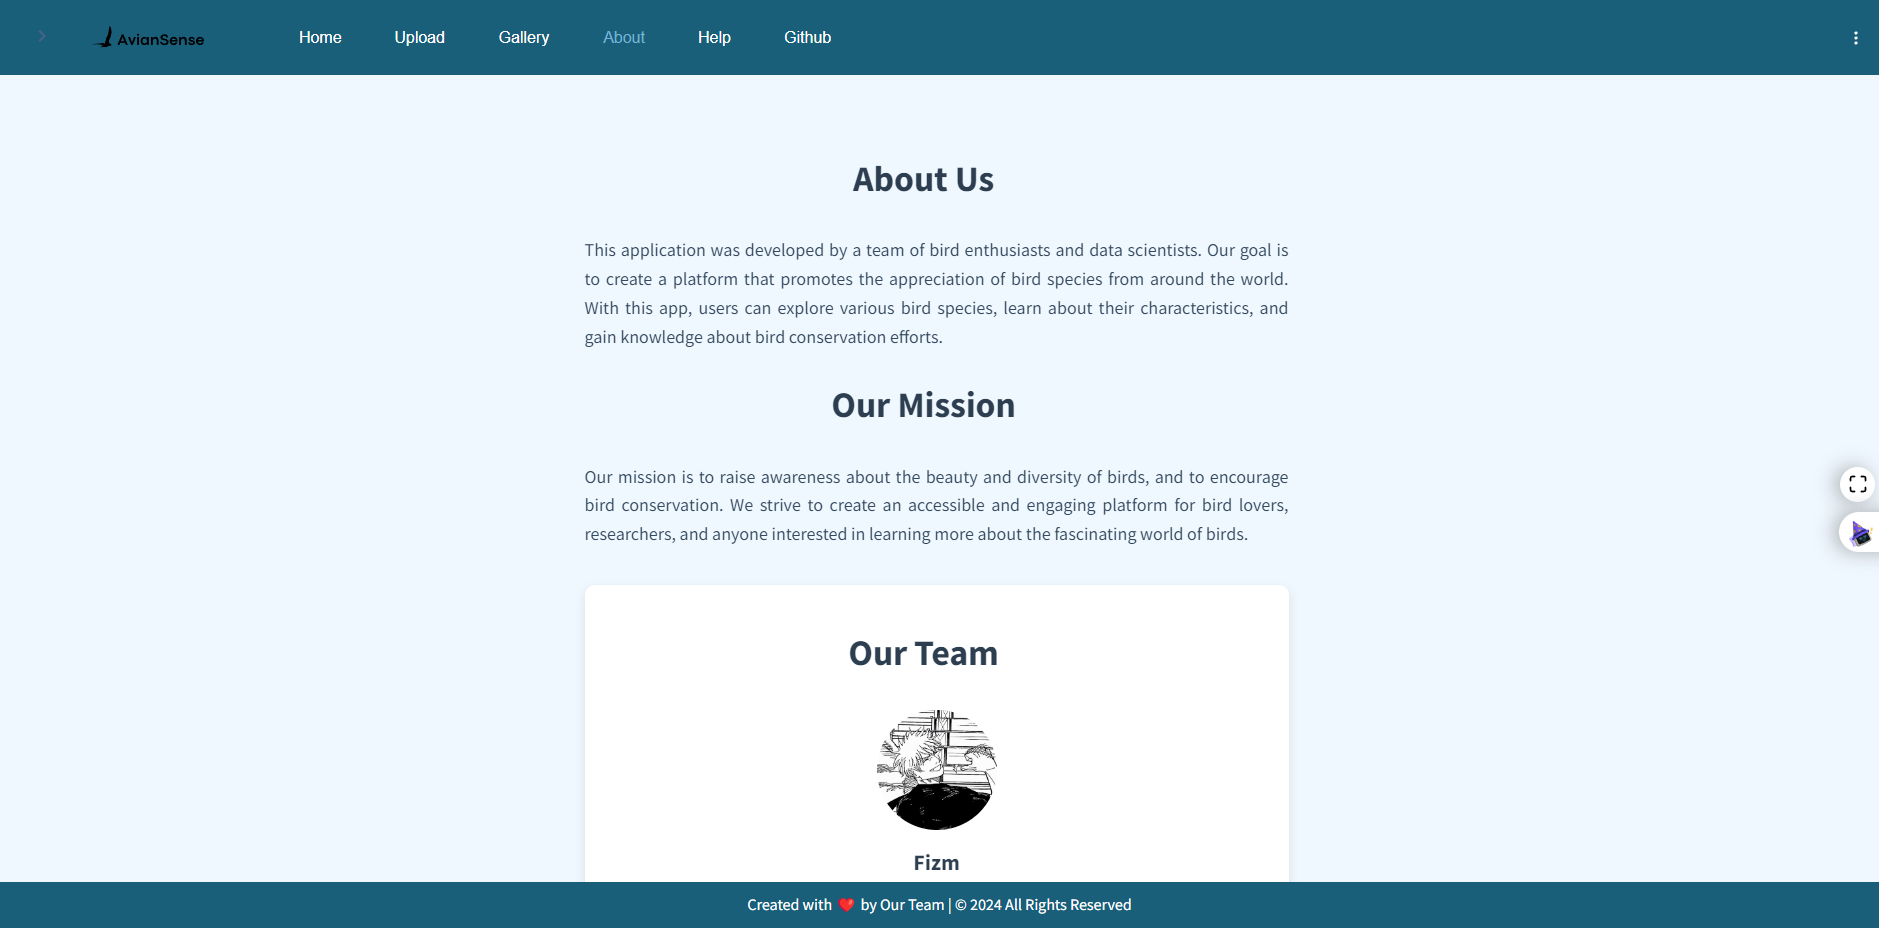 AvianSense Home Upload Gallery About Help Github
About Us
This application was developed by a team of bird enthusiasts and data scientists. Our goal is
to create a platform that promotes the appreciation of bird species from around the world.
With this app, users can explore various bird species, learn about their characteristics, and
gain knowledge about bird conservation efforts.
Our Mission
Our mission is to raise awareness about the beauty and diversity of birds, and to encourage
bird conservation. We strive to create an accessible and engaging platform for bird lovers,
researchers, and anyone interested in learning more about the fascinating world of birds.
Our Team
Fizm
Created with ❤️ by Our Team | © 2024 All Rights Reserved